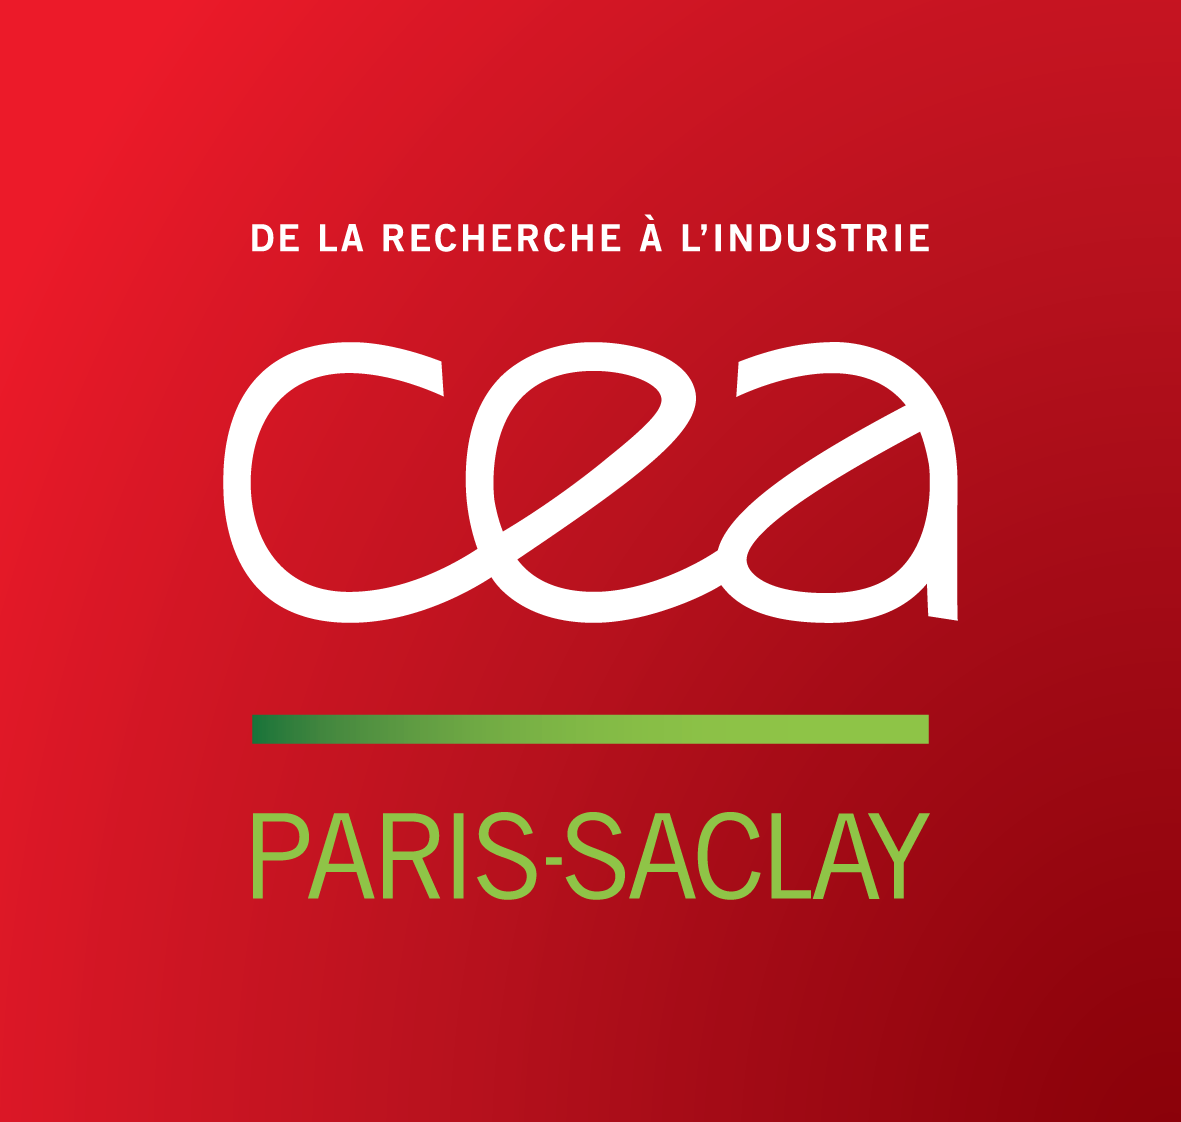 DE LA RECHERCHE À L’INDUSTRIE
cea
PARIS-SACLAY